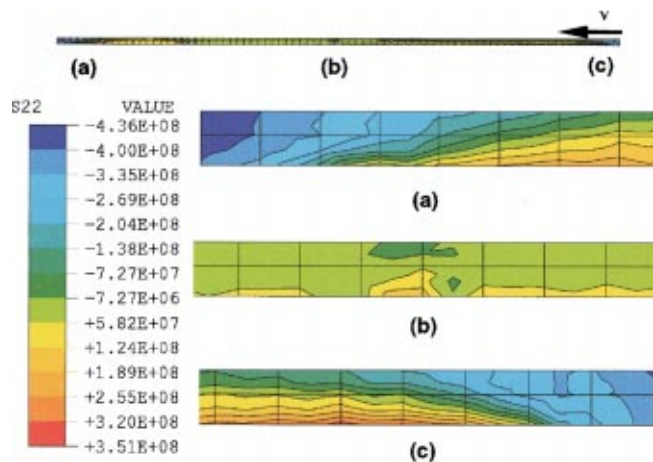 v
(a) (b) (c)
S22 VALUE
-4.36E+08
-4.00E+08
-3.35E+08
-2.69E+08
-2.04E+08
-1.38E+08
-7.27E+07
-7.27E+06
+5.82E+07
+1.24E+08
+1.89E+08
+2.55E+08
+3.20E+08
+3.51E+08
(a)
(b)
(c)